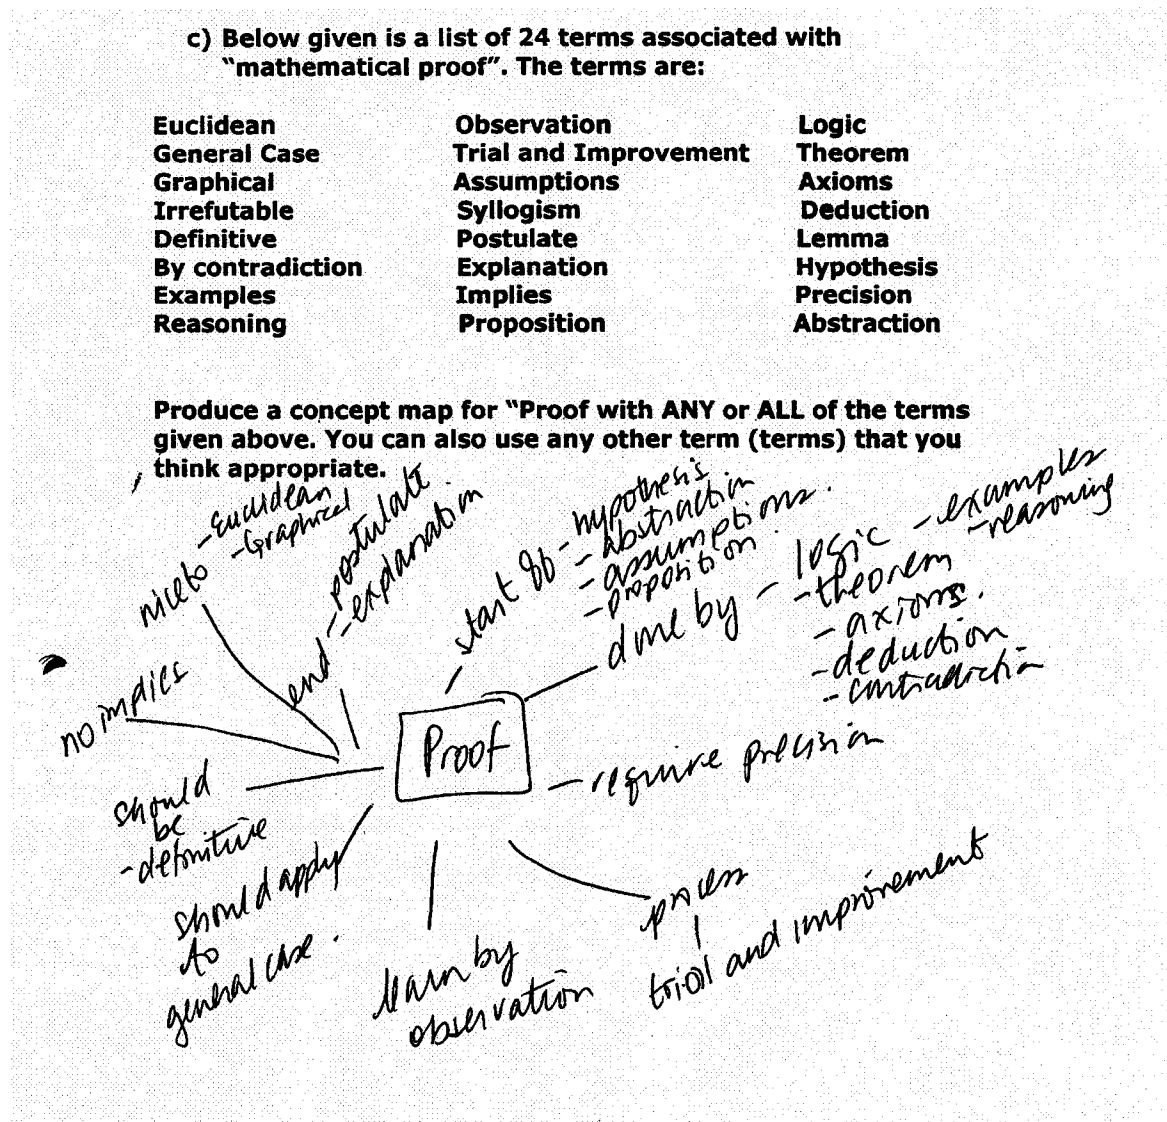 c) Below given is a list of 24 terms associated with
"mathematical proof". The terms are:
Euclidean Observation Logic
General Case Trial and Improvement Theorem
Graphical Assumptions Axioms
Irrefutable Syllogism Deduction
Definitive Postulate Lemma
By contradiction Explanation Hypothesis
Examples Implies Precision
Reasoning Proposition Abstraction
Produce a concept map for "Proof with ANY or ALL of the terms
given above. You can also use any other term (terms) that you
think appropriate.
nice to
- Euclidean
- Graphical
end
- postulate
- explanation
start off
- hypothesis
- abstraction
- assumptions.
- proposition.
done by
- logic
- examples
- reasoning
- theorem
- axioms.
- deduction
- contradiction
no implies
Proof
- require precision
should
be
- definitive
should apply
to
general case.
learn by
observation
process
trial and improvement